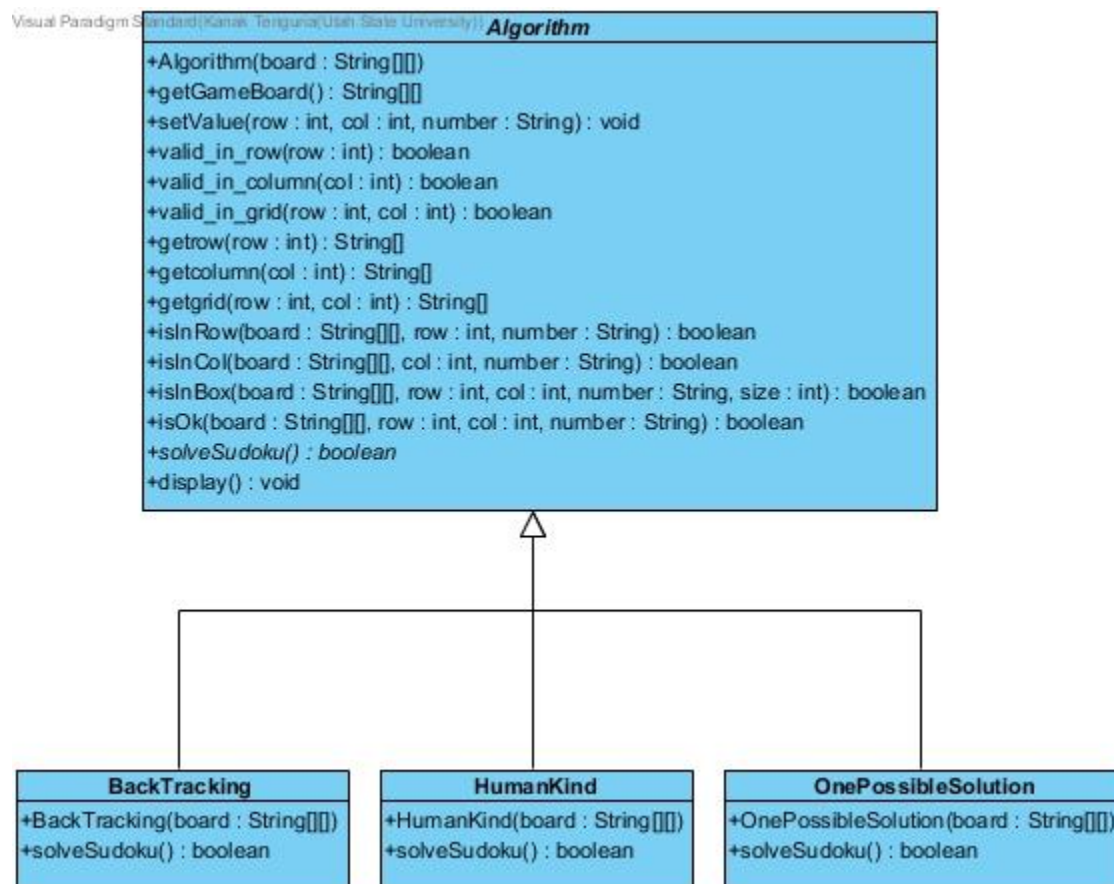 Visual Paradigm Standard(Kanak Tenguria(Utah State University))
Algorithm
+Algorithm(board : String[][])
+getGameBoard() : String[][]
+setValue(row : int, col : int, number : String) : void
+valid_in_row(row : int) : boolean
+valid_in_column(col : int) : boolean
+valid_in_grid(row : int, col : int) : boolean
+getrow(row : int) : String[]
+getcolumn(col : int) : String[]
+getgrid(row : int, col : int) : String[]
+isInRow(board : String[][], row : int, number : String) : boolean
+isInCol(board : String[][], col : int, number : String) : boolean
+isInBox(board : String[][], row : int, col : int, number : String, size : int) : boolean
+isOk(board : String[][], row : int, col : int, number : String) : boolean
+solveSudoku() : boolean
+display() : void
BackTracking
+BackTracking(board : String[][])
+solveSudoku() : boolean
HumanKind
+HumanKind(board : String[][])
+solveSudoku() : boolean
OnePossibleSolution
+OnePossibleSolution(board : String[][])
+solveSudoku() : boolean